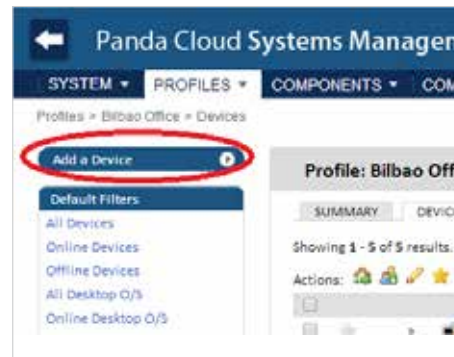 Panda Cloud Systems Manage
SYSTEM PROFILES COMPONENTS COM
Profiles > Bilbao Office > Devices
Add a Device
Profile: Bilbao Off
Default Filters
SUMMARY DEVIC
All Devices
Online Devices
Showing 1 - 5 of 5 results.
Offline Devices
Actions:
All Desktop O/S
Online Desktop O/S